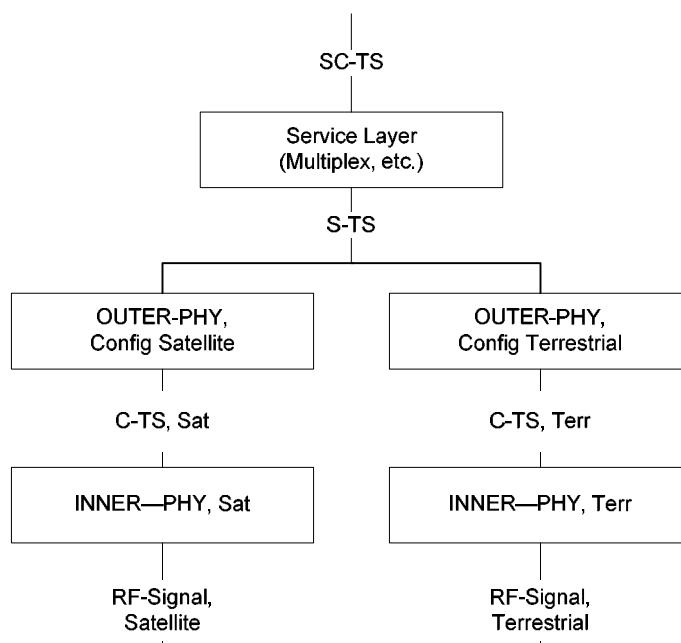 SC-TS
Service Layer
(Multiplex, etc.)
S-TS
OUTER-PHY,
Config Satellite
OUTER-PHY,
Config Terrestrial
C-TS, Sat
C-TS, Terr
INNER—PHY, Sat
INNER—PHY, Terr
RF-Signal,
Satellite
RF-Signal,
Terrestrial